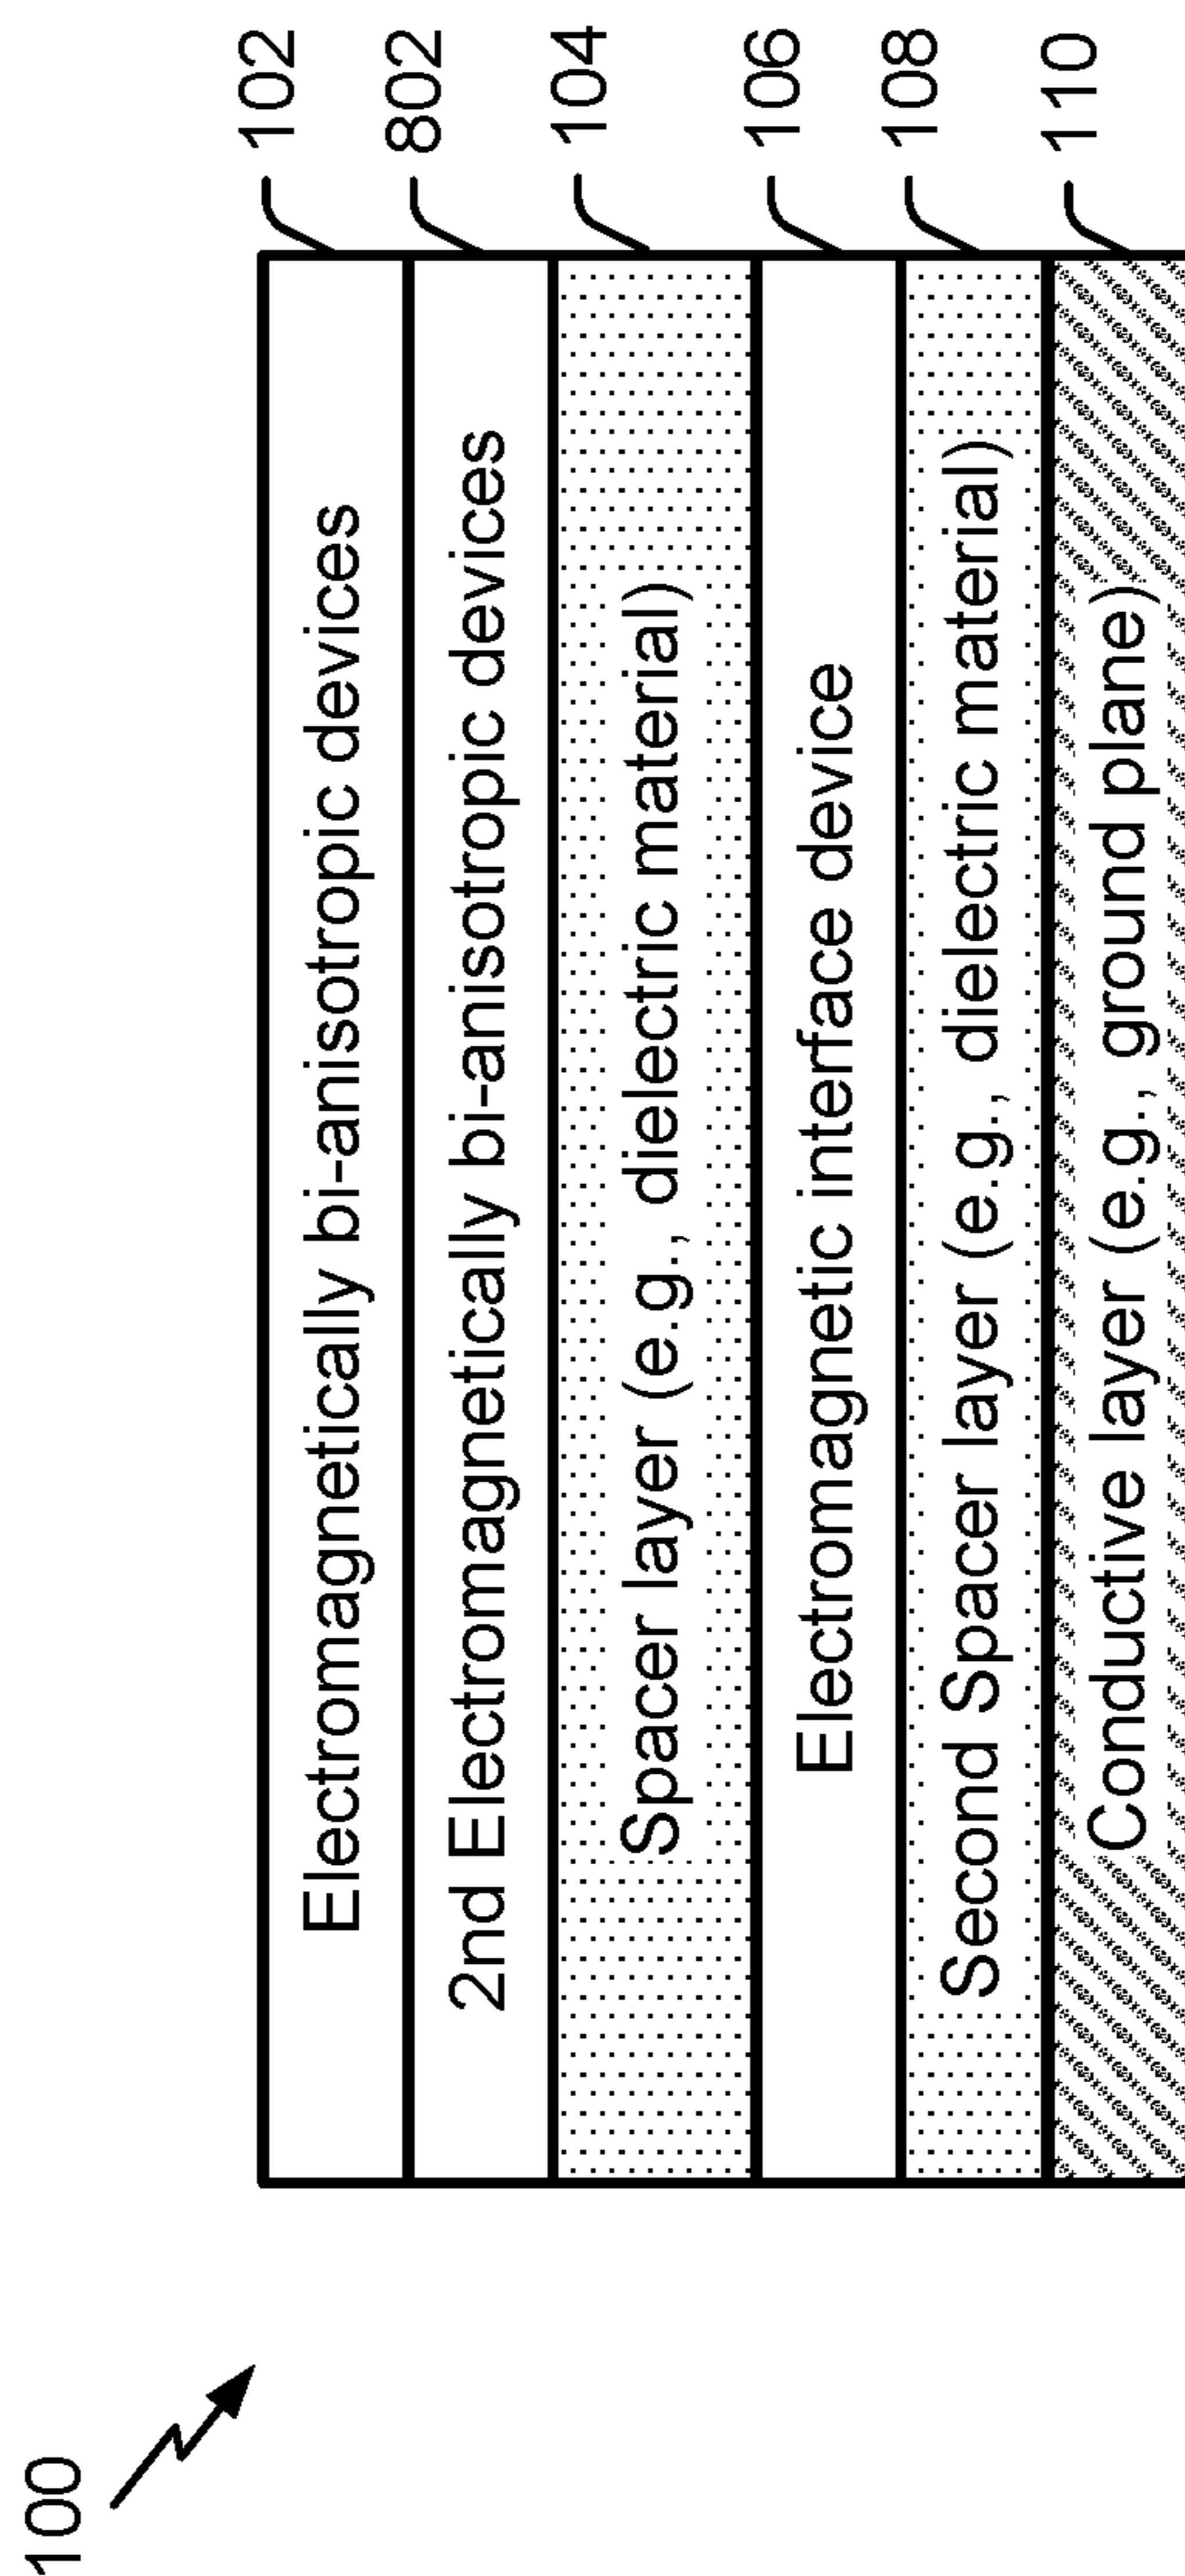 100
Electromagnetically bi-anisotropic devices 102
2nd Electromagnetically bi-anisotropic devices 802
Spacer layer (e.g., dielectric material) 104
Electromagnetic interface device 106
Second Spacer layer (e.g., dielectric material) 108
Conductive layer (e.g., ground plane) 110